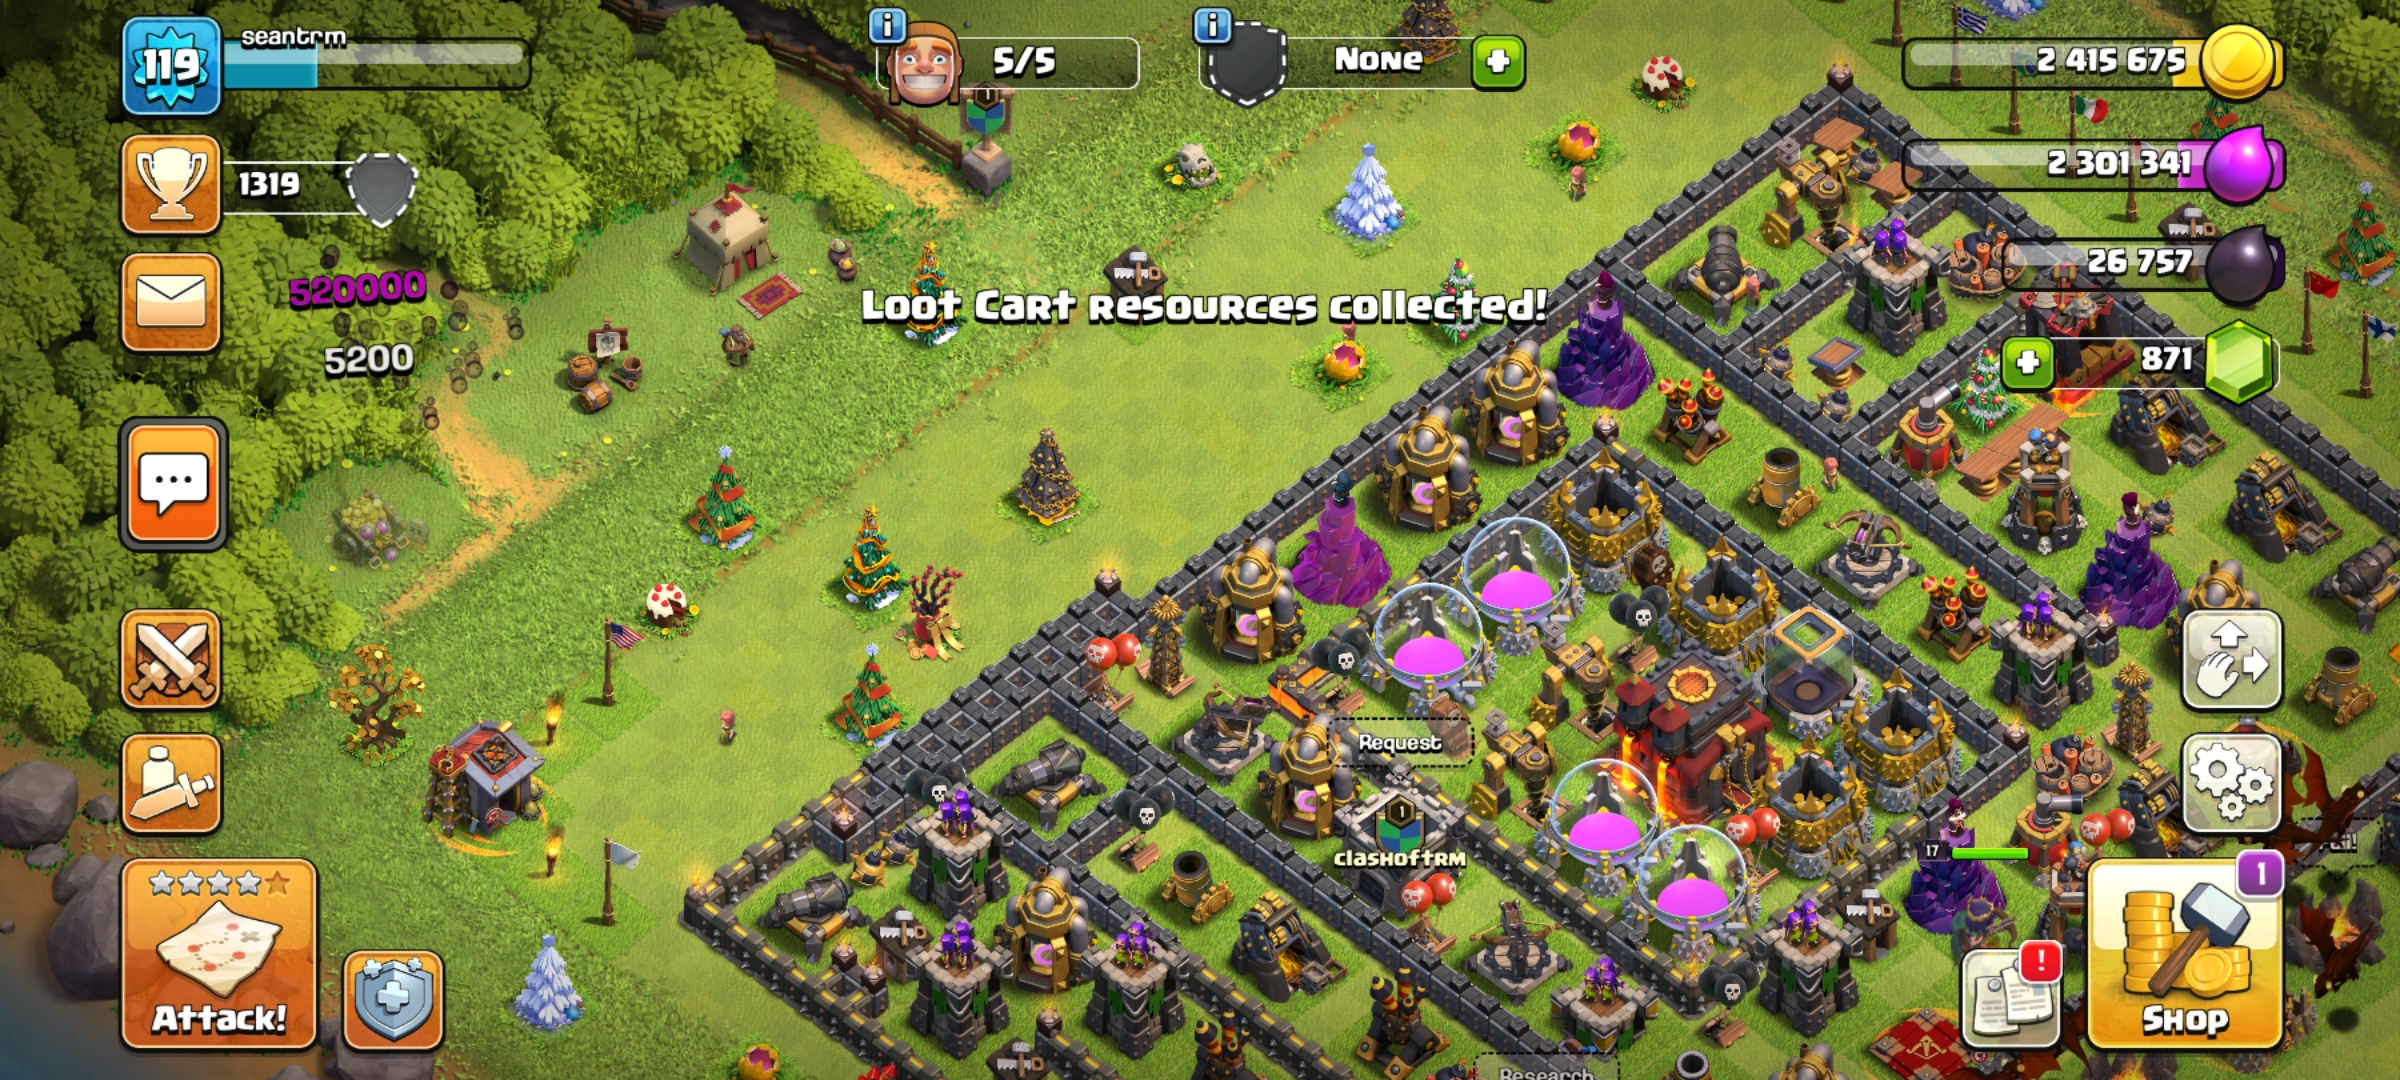 seantrm
119
5/5
None
2 415 675
1319
2 301 341
26 757
520000
5200
Loot Cart resources collected!
871
Request
1
clashoftrm
17
1
Attack!
Shop
Research